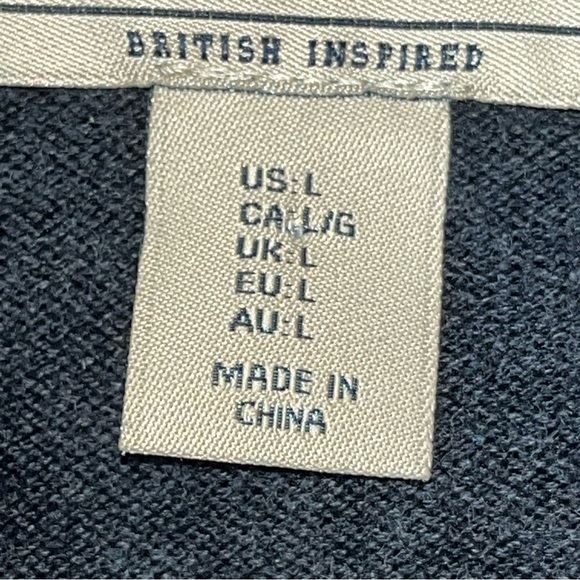 BRITISH INSPIRED
US:L
CA:L/G
UK:L
EU:L
AU:L
MADE IN
CHINA